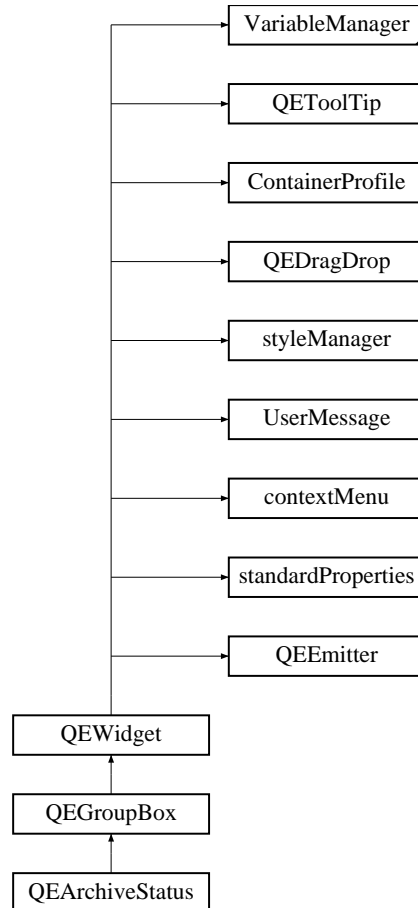 VariableManager
QEToolTip
ContainerProfile
QEDragDrop
styleManager
UserMessage
contextMenu
standardProperties
QEEmitter
QEWidget
QEGroupBox
QEArchiveStatus